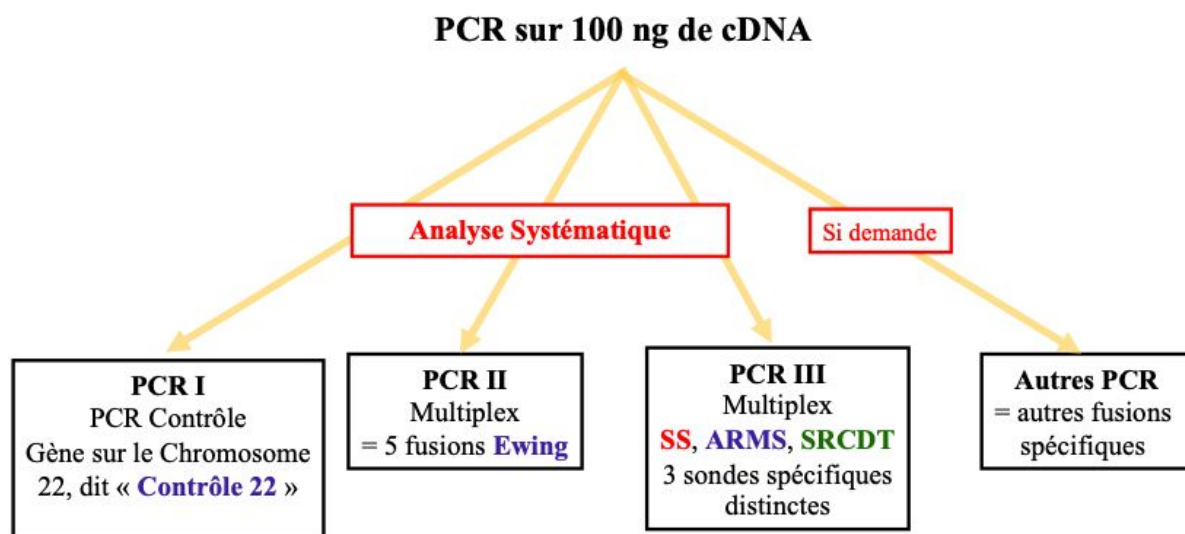 PCR sur 100 ng de cDNA
Analyse Systématique
Si demande
PCR I
PCR Contrôle
Gène sur le Chromosome
22, dit « Contrôle 22 »
PCR II
Multiplex
= 5 fusions Ewing
PCR III
Multiplex
SS, ARMS, SRCDT
3 sondes spécifiques
distinctes
Autres PCR
= autres fusions
spécifiques